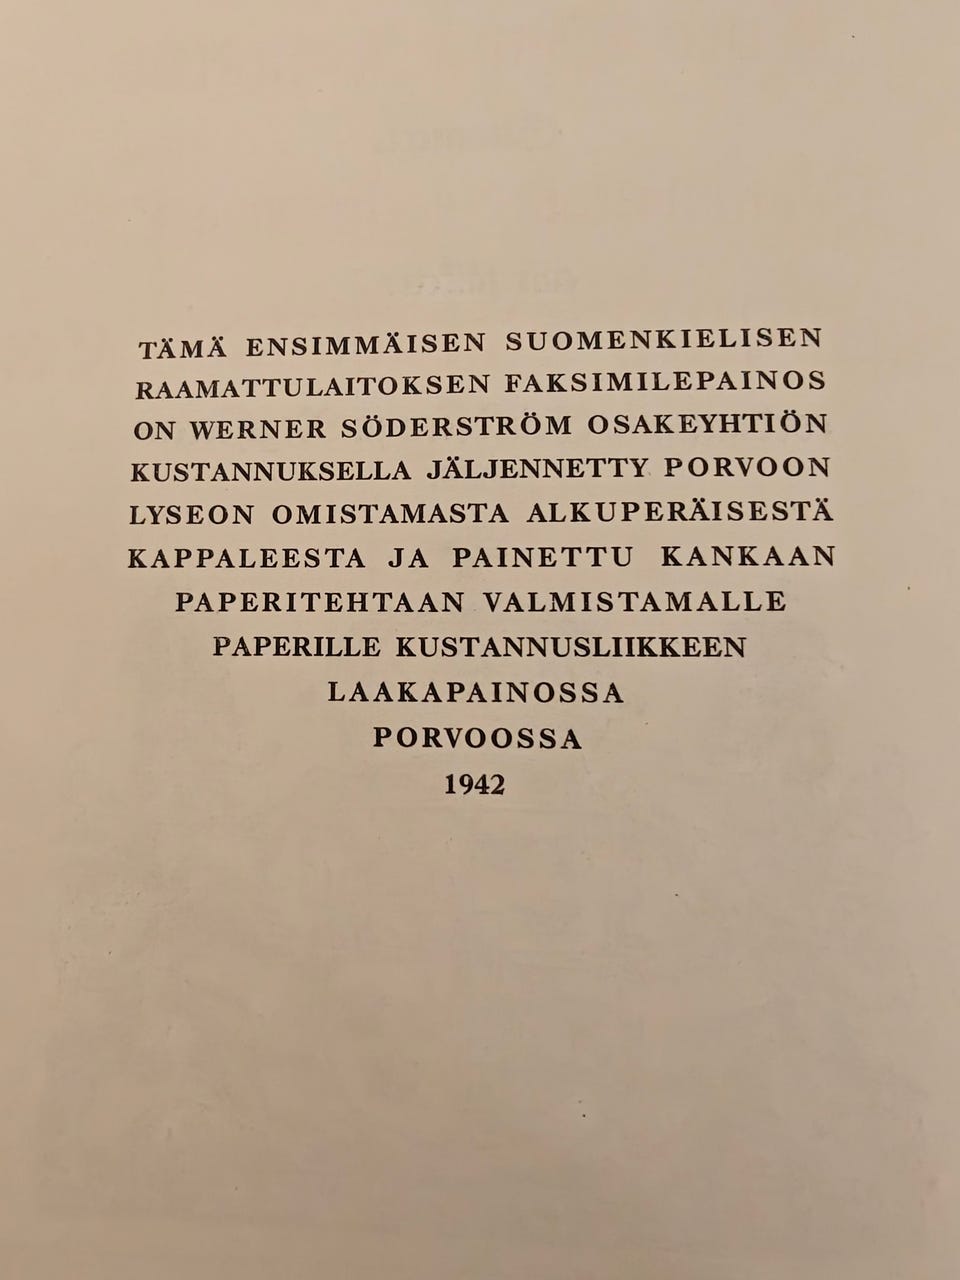 TÄMÄ ENSIMMÄISEN SUOMENKIELISEN
RAAMATTULAITOKSEN FAKSIMILEPAINOS
ON WERNER SÖDERSTRÖM OSAKEYHTIÖN
KUSTANNUKSELLA JÄLJENNETTY PORVOON
LYSEON OMISTAMASTA ALKUPERÄISESTÄ
KAPPALEESTA JA PAINETTU KANKAAN
PAPERITEHTAAN VALMISTAMALLE
PAPERILLE KUSTANNUSLIIKKEEN
LAAKAPAINOSSA
PORVOOSSA
1942